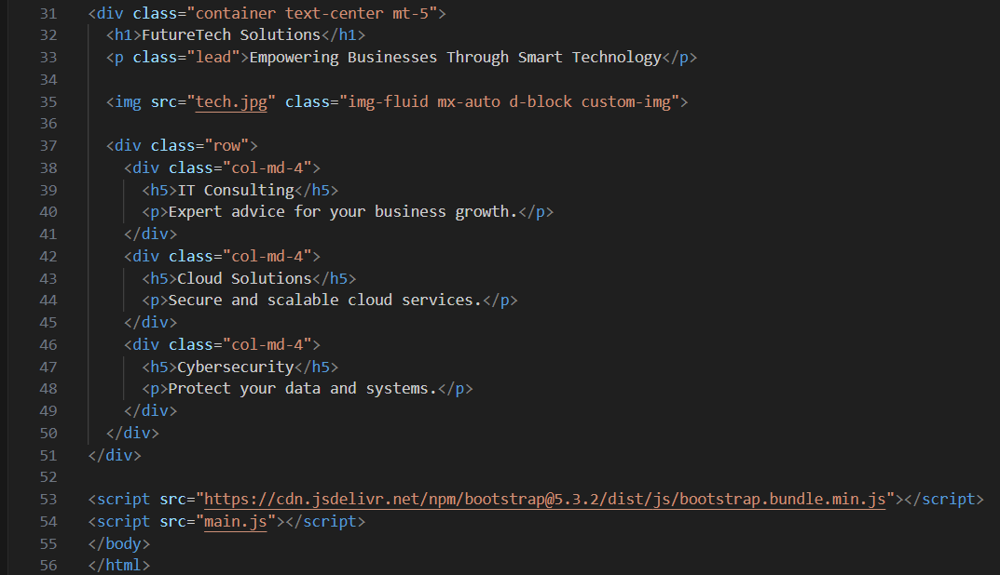 31 <div class="container text-center mt-5">
32 <h1>FutureTech Solutions</h1>
33 <p class="lead">Empowering Businesses Through Smart Technology</p>
34
35 <img src="tech.jpg" class="img-fluid mx-auto d-block custom-img">
36
37 <div class="row">
38 <div class="col-md-4">
39 <h5>IT Consulting</h5>
40 <p>Expert advice for your business growth.</p>
41 </div>
42 <div class="col-md-4">
43 <h5>Cloud Solutions</h5>
44 <p>Secure and scalable cloud services.</p>
45 </div>
46 <div class="col-md-4">
47 <h5>Cybersecurity</h5>
48 <p>Protect your data and systems.</p>
49 </div>
50 </div>
51 </div>
52
53 <script src="https://cdn.jsdelivr.net/npm/bootstrap@5.3.2/dist/js/bootstrap.bundle.min.js"></script>
54 <script src="main.js"></script>
55 </body>
56 </html>